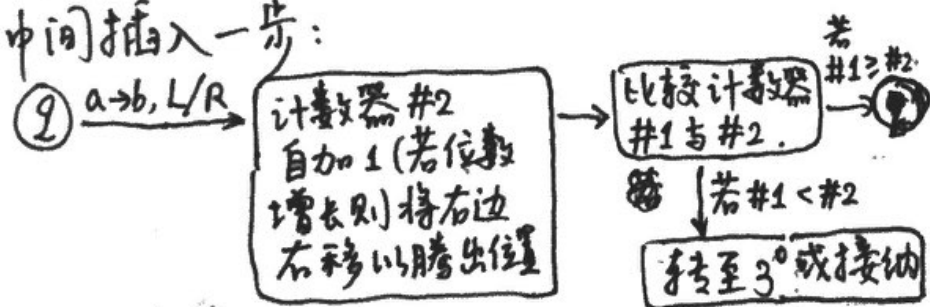 中间插入一步:
q
a→b, L/R
计数器 #2
自加 1 (若位数
增长则将右边
右移以腾出位置
比较计数器
#1 与 #2.
若
#1≥#2.
若 #1 < #2
转至 3° 或接纳